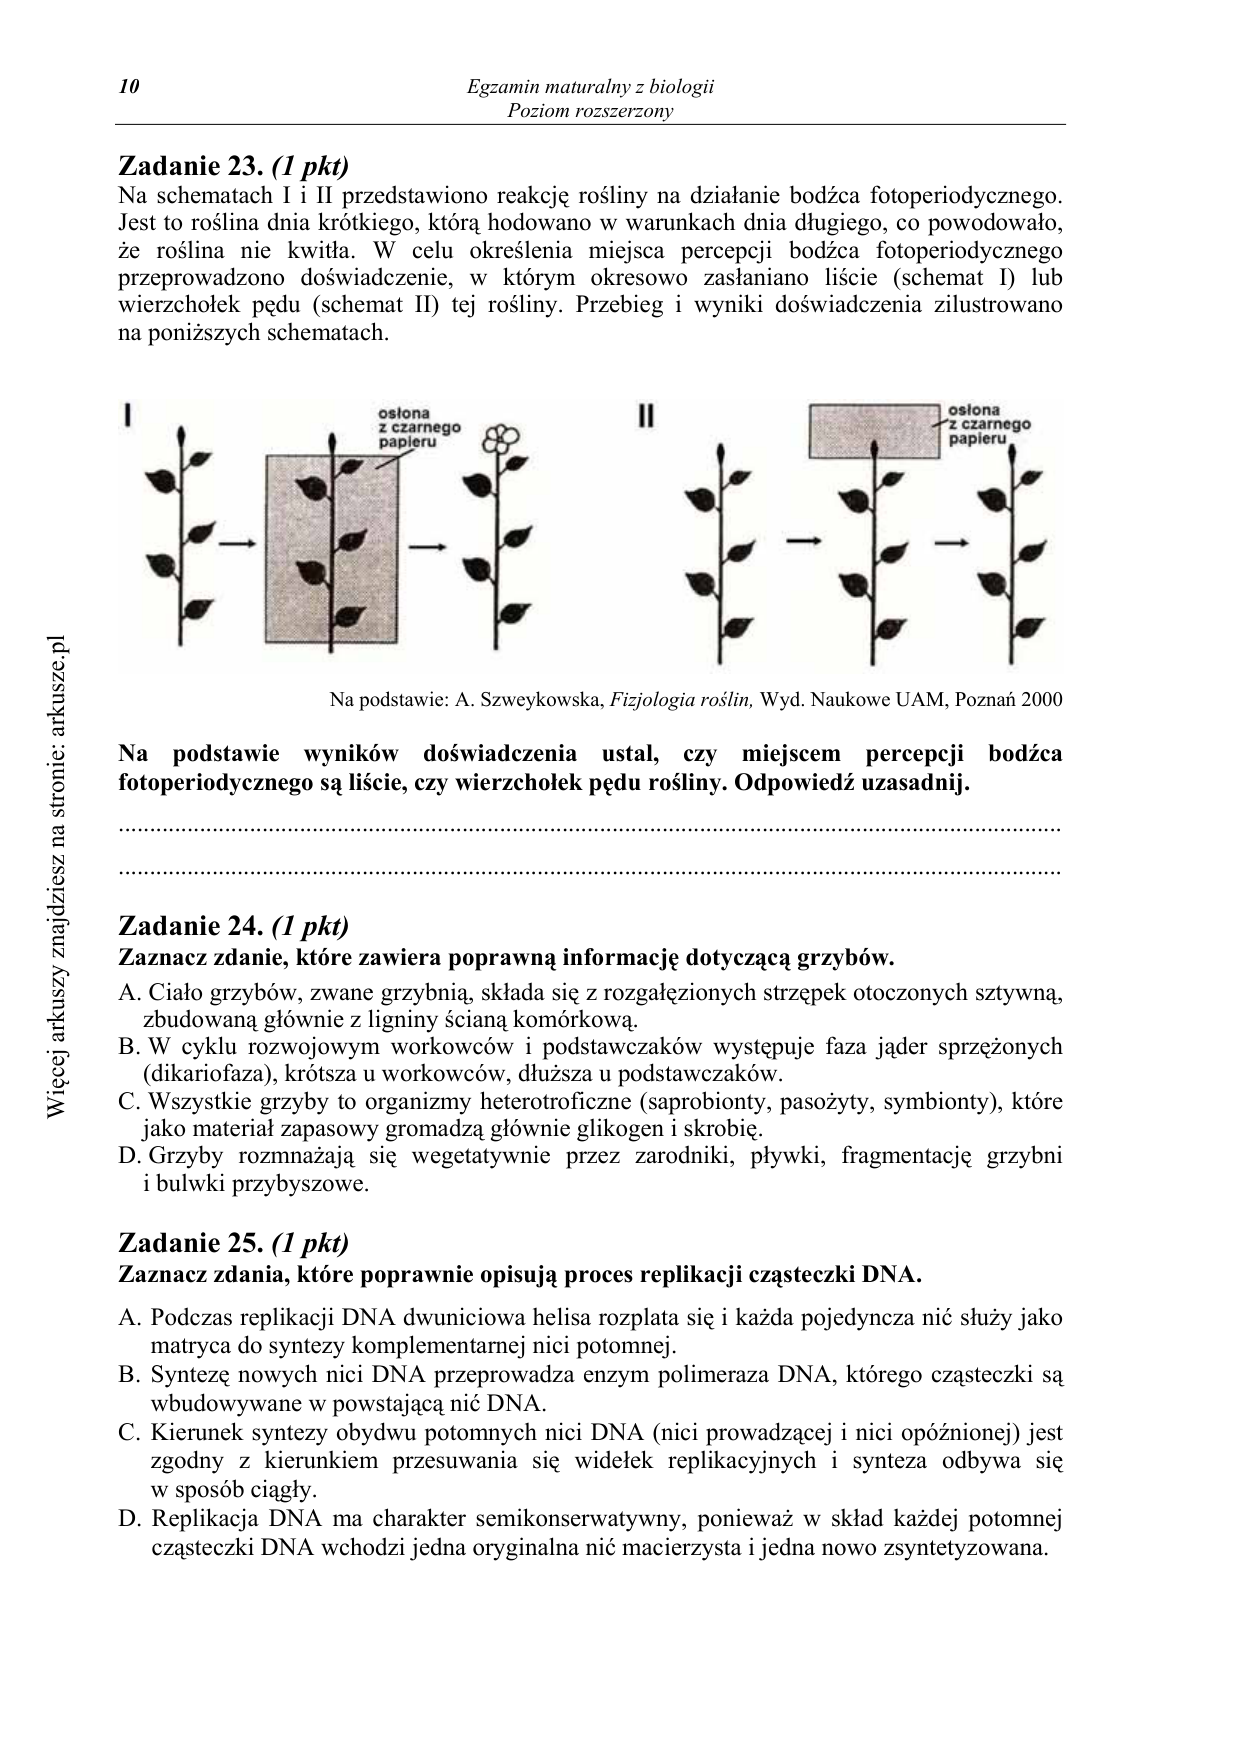 10
Egzamin maturalny z biologii
Poziom rozszerzony
Zadanie 23. (1 pkt)
Na schematach I i II przedstawiono reakcję rośliny na działanie bodźca fotoperiodycznego.
Jest to roślina dnia krótkiego, którą hodowano w warunkach dnia długiego, co powodowało,
że roślina nie kwitła. W celu określenia miejsca percepcji bodźca fotoperiodycznego
przeprowadzono doświadczenie, w którym okresowo zasłaniano liście (schemat I) lub
wierzchołek pędu (schemat II) tej rośliny. Przebieg i wyniki doświadczenia zilustrowano
na poniższych schematach.
I
osłona
z czarnego
papieru
II
osłona
z czarnego
papieru
Na podstawie: A. Szweykowska, Fizjologia roślin, Wyd. Naukowe UAM, Poznań 2000
Na podstawie wyników doświadczenia ustal, czy miejscem percepcji bodźca
fotoperiodycznego są liście, czy wierzchołek pędu rośliny. Odpowiedź uzasadnij.
Zadanie 24. (1 pkt)
Zaznacz zdanie, które zawiera poprawną informację dotyczącą grzybów.
A. Ciało grzybów, zwane grzybnią, składa się z rozgałęzionych strzępek otoczonych sztywną,
zbudowaną głównie z ligniny ścianą komórkową.
B. W cyklu rozwojowym workowców i podstawczaków występuje faza jąder sprzężonych
(dikariofaza), krótsza u workowców, dłuższa u podstawczaków.
C. Wszystkie grzyby to organizmy heterotroficzne (saprobionty, pasożyty, symbionty), które
jako materiał zapasowy gromadzą głównie glikogen i skrobię.
D. Grzyby rozmnażają się wegetatywnie przez zarodniki, pływki, fragmentację grzybni
i bulwki przybyszowe.
Zadanie 25. (1 pkt)
Zaznacz zdania, które poprawnie opisują proces replikacji cząsteczki DNA.
A. Podczas replikacji DNA dwuniciowa helisa rozplata się i każda pojedyncza nić służy jako
matryca do syntezy komplementarnej nici potomnej.
B. Syntezę nowych nici DNA przeprowadza enzym polimeraza DNA, którego cząsteczki są
wbudowywane w powstającą nić DNA.
C. Kierunek syntezy obydwu potomnych nici DNA (nici prowadzącej i nici opóźnionej) jest
zgodny z kierunkiem przesuwania się widełek replikacyjnych i synteza odbywa się
w sposób ciągły.
D. Replikacja DNA ma charakter semikonserwatywny, ponieważ w skład każdej potomnej
cząsteczki DNA wchodzi jedna oryginalna nić macierzysta i jedna nowo zsyntetyzowana.
Więcej arkuszy znajdziesz na stronie: arkusze.pl